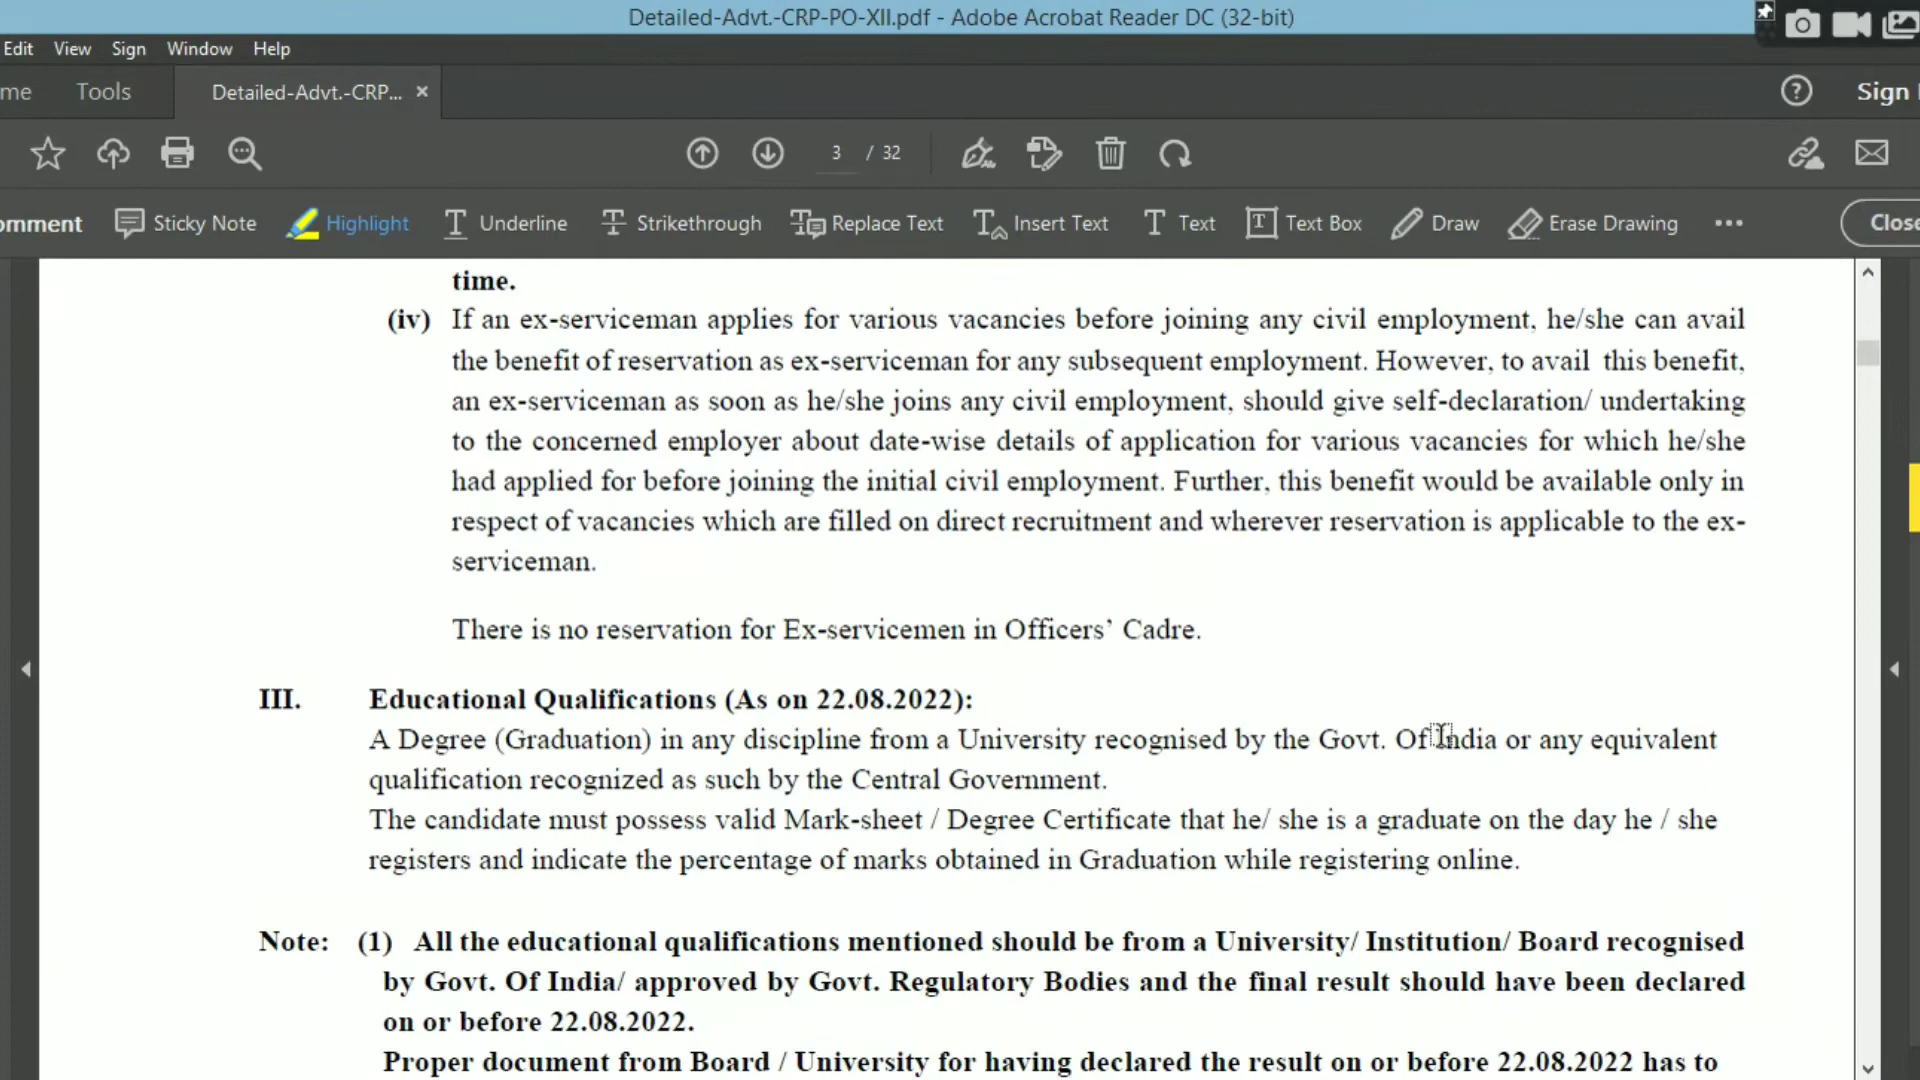 Detailed-Advt.-CRP-PO-XII.pdf - Adobe Acrobat Reader DC (32-bit)
Edit View Sign Window Help
me Tools Detailed-Advt.-CRP... × Sign
3 / 32
omment Sticky Note Highlight Underline Strikethrough Replace Text Insert Text Text Text Box Draw Erase Drawing Close
time.
(iv) If an ex-serviceman applies for various vacancies before joining any civil employment, he/she can avail
the benefit of reservation as ex-serviceman for any subsequent employment. However, to avail this benefit,
an ex-serviceman as soon as he/she joins any civil employment, should give self-declaration/ undertaking
to the concerned employer about date-wise details of application for various vacancies for which he/she
had applied for before joining the initial civil employment. Further, this benefit would be available only in
respect of vacancies which are filled on direct recruitment and wherever reservation is applicable to the ex-
serviceman.
There is no reservation for Ex-servicemen in Officers’ Cadre.
III. Educational Qualifications (As on 22.08.2022):
A Degree (Graduation) in any discipline from a University recognised by the Govt. Of India or any equivalent
qualification recognized as such by the Central Government.
The candidate must possess valid Mark-sheet / Degree Certificate that he/ she is a graduate on the day he / she
registers and indicate the percentage of marks obtained in Graduation while registering online.
Note: (1) All the educational qualifications mentioned should be from a University/ Institution/ Board recognised
by Govt. Of India/ approved by Govt. Regulatory Bodies and the final result should have been declared
on or before 22.08.2022.
Proper document from Board / University for having declared the result on or before 22.08.2022 has to